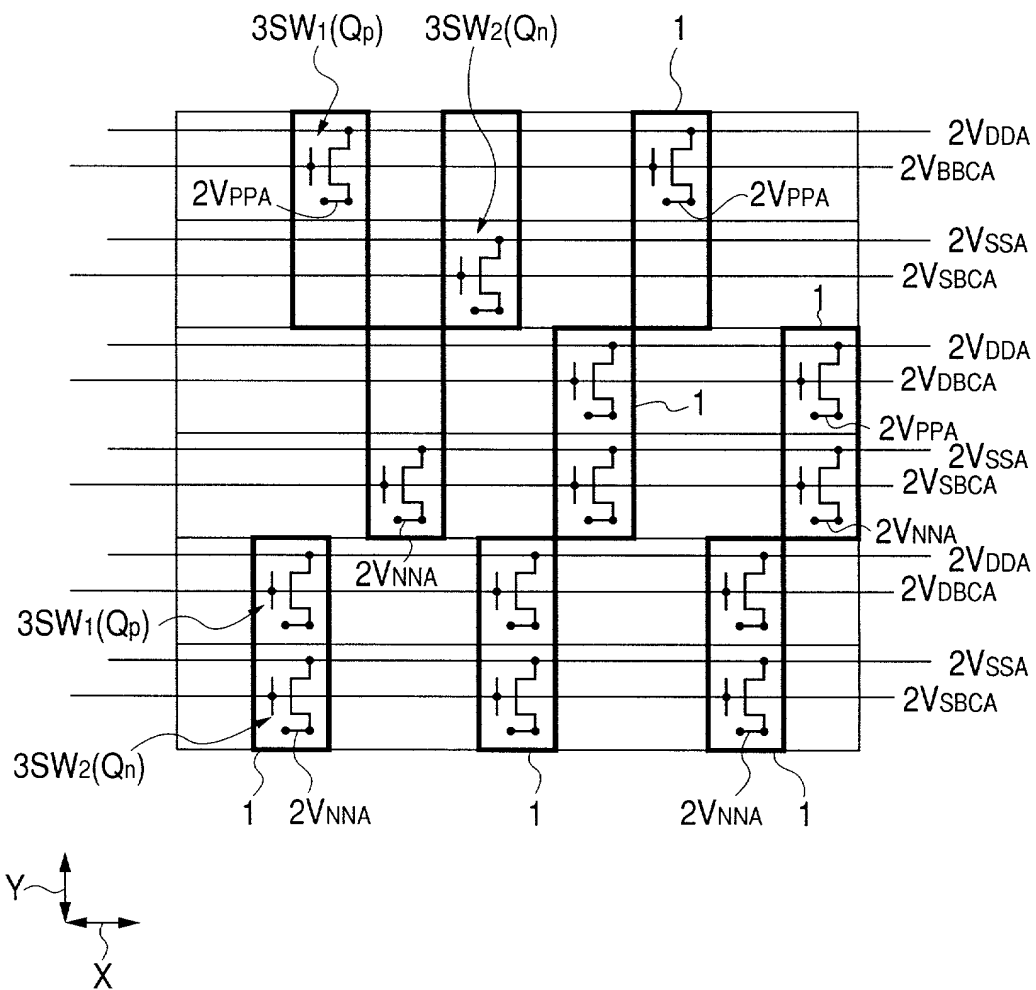 3SW1(Qp) 3SW2(Qn) 1
2VDDA
2VBBCA
2VPPA 2VPPA
2VSSA
2VSBCA
1
2VDDA
2VDBCA
1
2VPPA
2VSSA
2VSBCA
2VNNA
2VNNA
2VDDA
2VDBCA
3SW1(Qp)
2VSSA
2VSBCA
3SW2(Qn)
1 2VNNA 1 2VNNA 1
Y
X